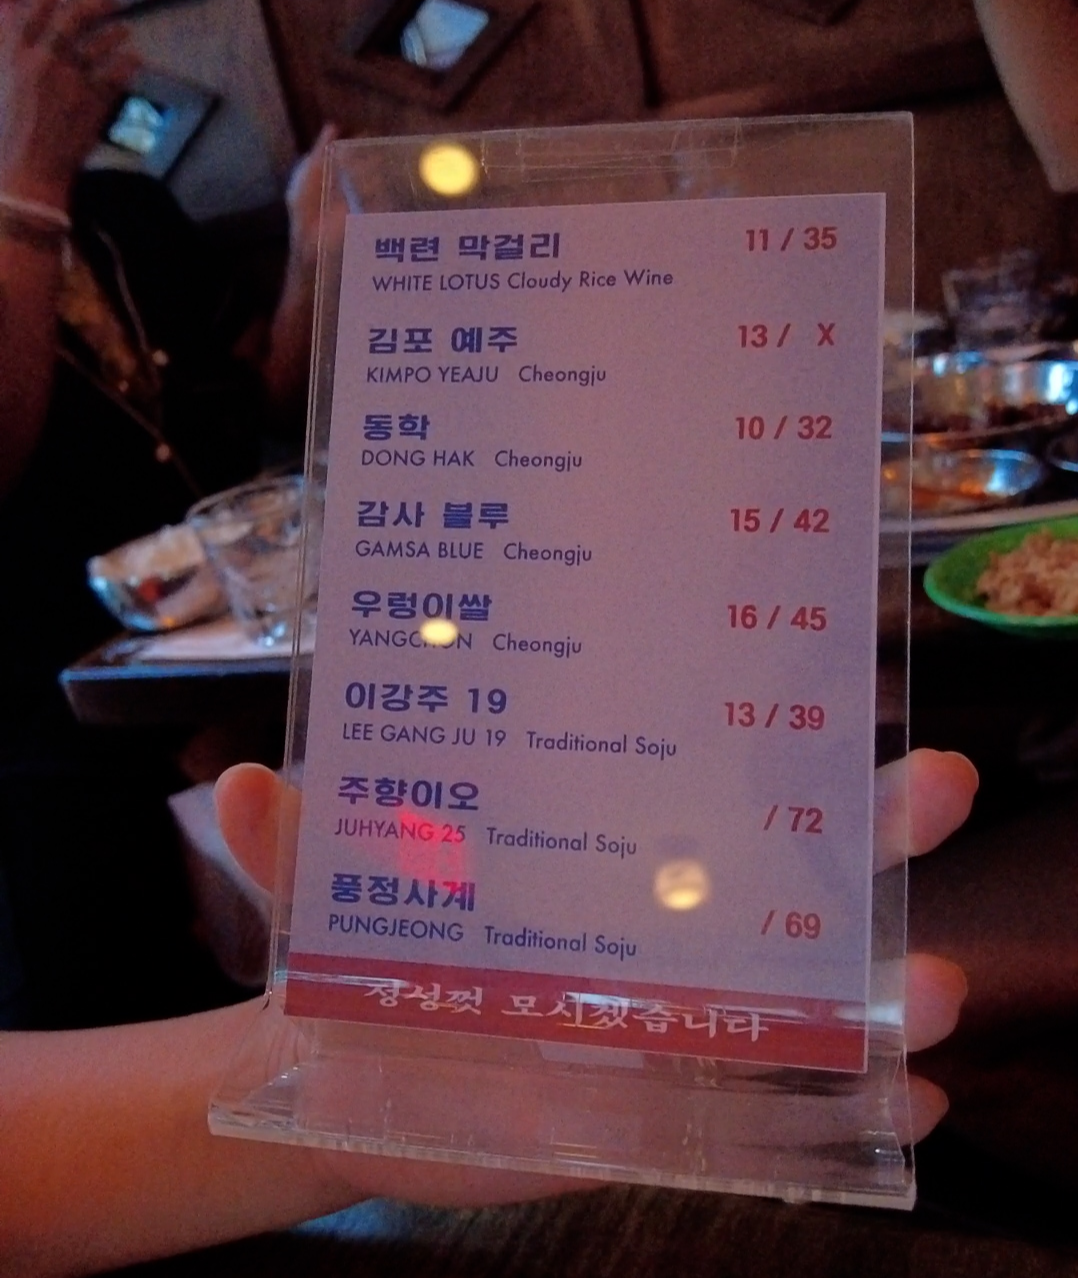 백련 막걸리 11 / 35
WHITE LOTUS Cloudy Rice Wine
김포 예주 13 / X
KIMPO YEAJU Cheongju
동학 10 / 32
DONG HAK Cheongju
감사 블루 15 / 42
GAMSA BLUE Cheongju
우렁이쌀 16 / 45
YANGCHON Cheongju
이강주 19 13 / 39
LEE GANG JU 19 Traditional Soju
주향이오 / 72
JUHYANG 25 Traditional Soju
풍정사계 / 69
PUNGJEONG Traditional Soju
정성껏 모시겠습니다